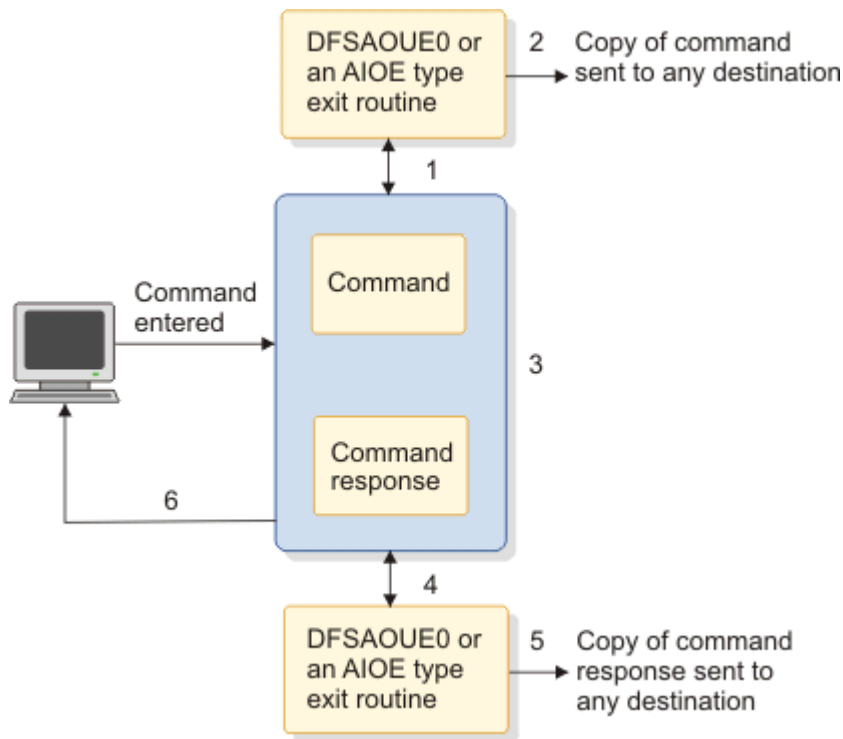 DFSAOUE0 or
an AIOE type
exit routine
2 Copy of command
sent to any destination
1
Command
Command
entered
3
Command
response
6
4
DFSAOUE0 or
an AIOE type
exit routine
5 Copy of command
response sent to
any destination